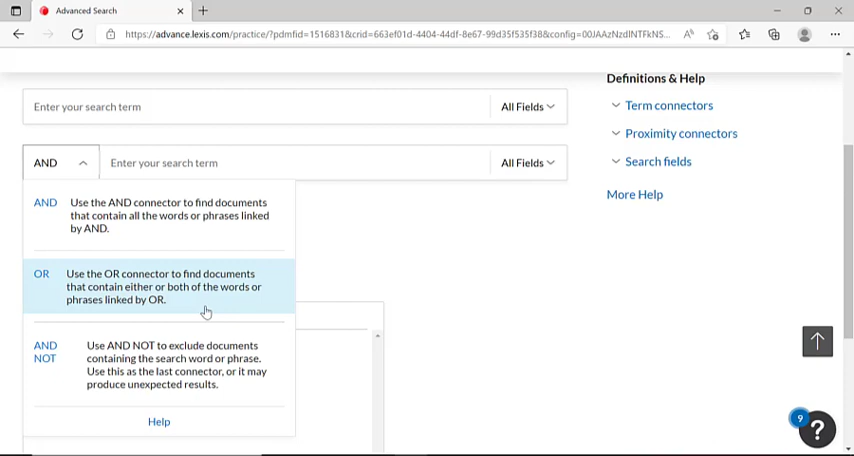 Advanced Search
https://advance.lexis.com/practice/?pdmfid=1516831&crid=663ef01d-4404-44df-8e67-99d35f535f38&config=00JAAzNzdlNTFkNS...
Definitions & Help
Enter your search term
All Fields
Term connectors
Proximity connectors
AND
Enter your search term
All Fields
Search fields
More Help
AND
Use the AND connector to find documents
that contain all the words or phrases linked
by AND.
OR
Use the OR connector to find documents
that contain either or both of the words or
phrases linked by OR.
AND
NOT
Use AND NOT to exclude documents
containing the search word or phrase.
Use this as the last connector, or it may
produce unexpected results.
Help
9
?